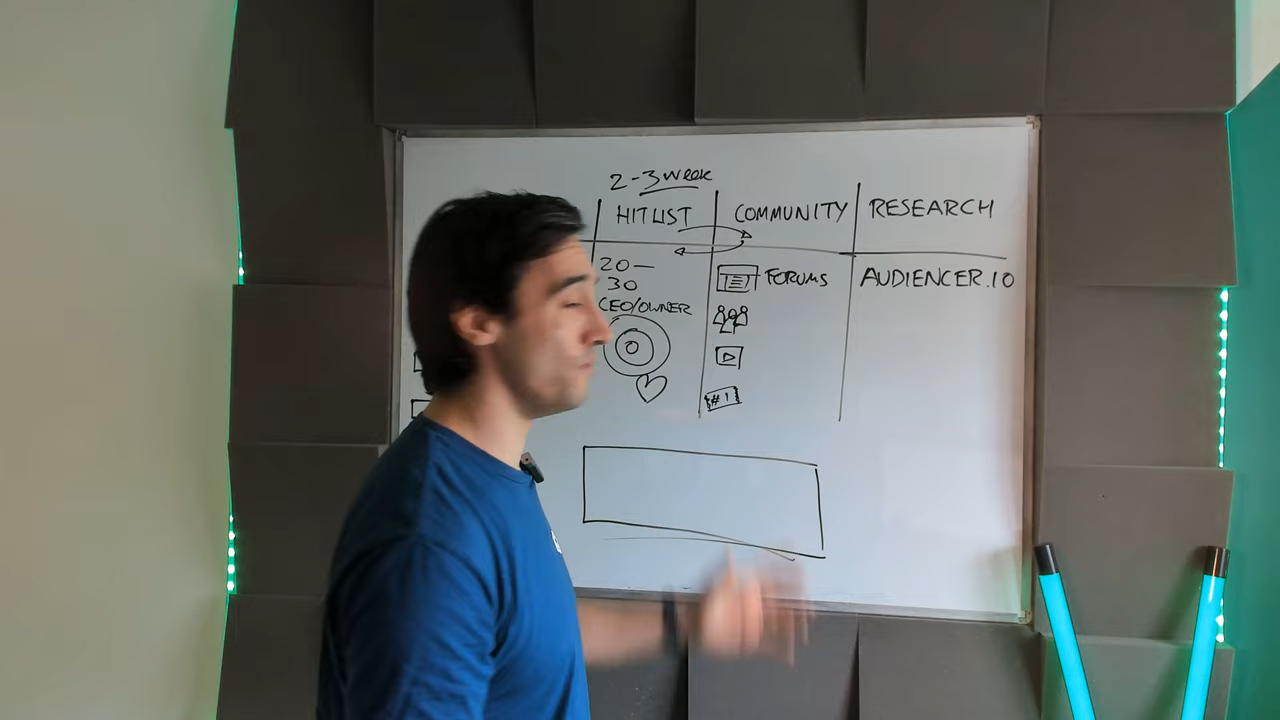 2-3 week
HITLIST
COMMUNITY
RESEARCH
20—
30
CEO/OWNER
FORUMS
#1
AUDIENCER.IO